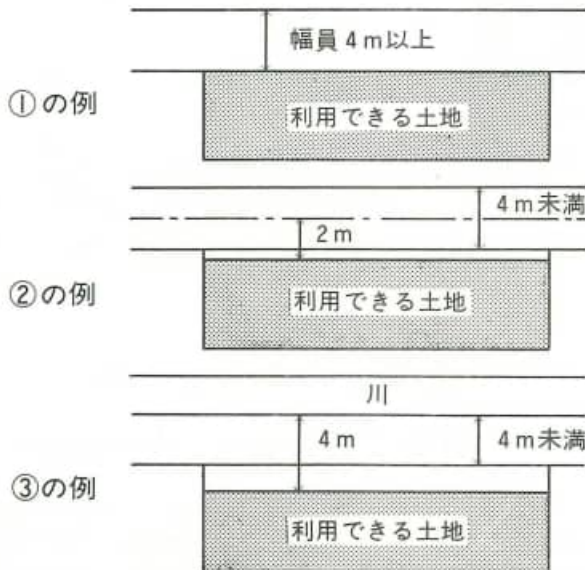 幅員4m以上
①の例
利用できる土地
4m未満
2m
②の例
利用できる土地
川
4m
4m未満
③の例
利用できる土地